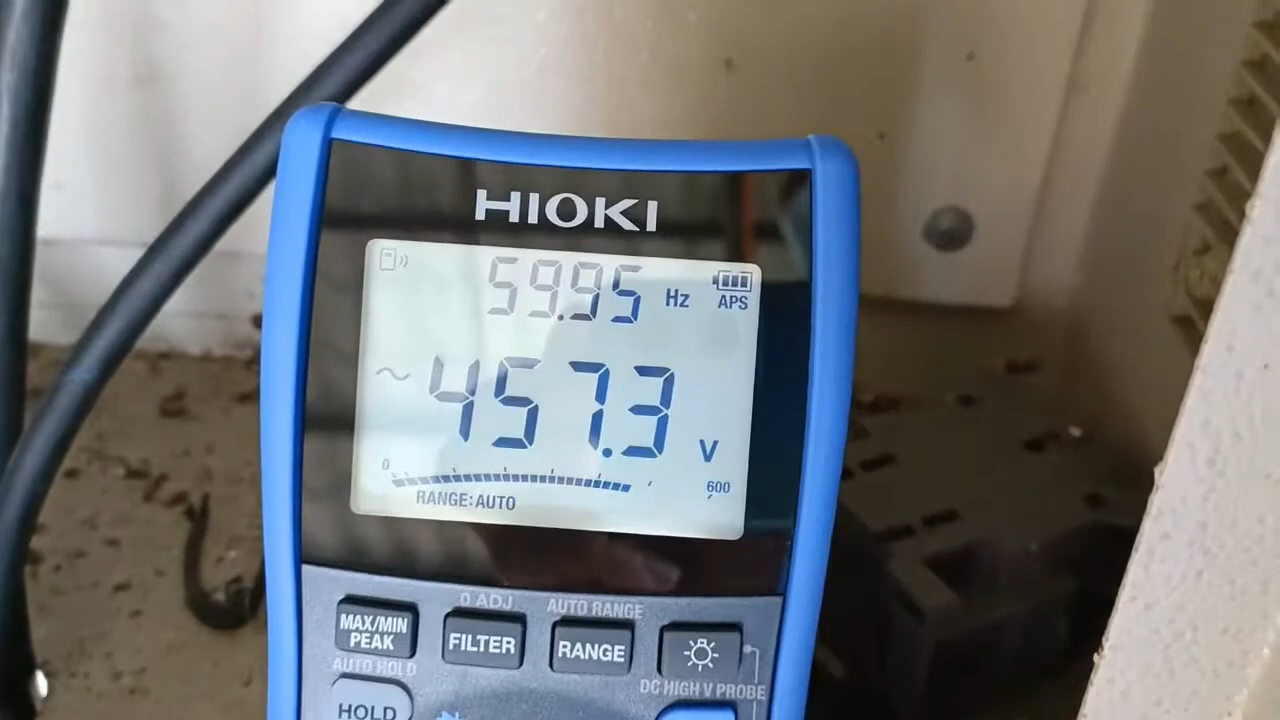 HIOKI
59.95 Hz
APS
~ 457.3 V
0
600
RANGE:AUTO
MAX/MIN PEAK
0 ADJ
FILTER
AUTO RANGE
RANGE
AUTO HOLD
HOLD
DC HIGH V PROBE